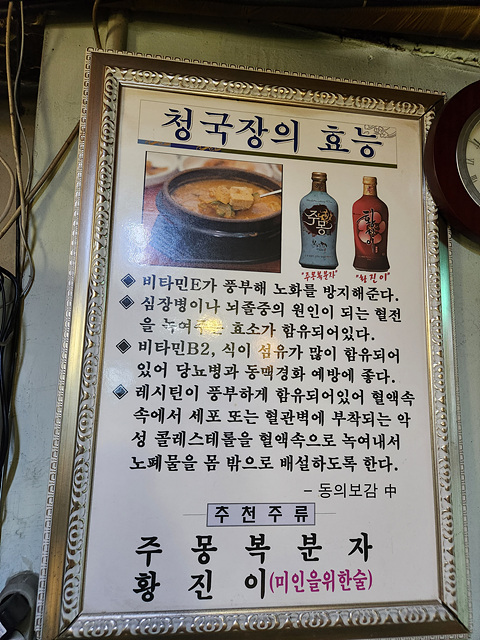 청국장의 효능
주몽
황진이
"주몽복분자"
"황진이"
◈ 비타민E가 풍부해 노화를 방지해준다.
◈ 심장병이나 뇌졸중의 원인이 되는 혈전
을 녹여주는 효소가 함유되어있다.
◈ 비타민B2, 식이 섬유가 많이 함유되어
있어 당뇨병과 동맥경화 예방에 좋다.
◈ 레시틴이 풍부하게 함유되어있어 혈액속
속에서 세포 또는 혈관벽에 부착되는 악
성 콜레스테롤을 혈액속으로 녹여내서
노폐물을 몸 밖으로 배설하도록 한다.
- 동의보감 中
추천주류
주몽복분자
황진이(미인을위한술)